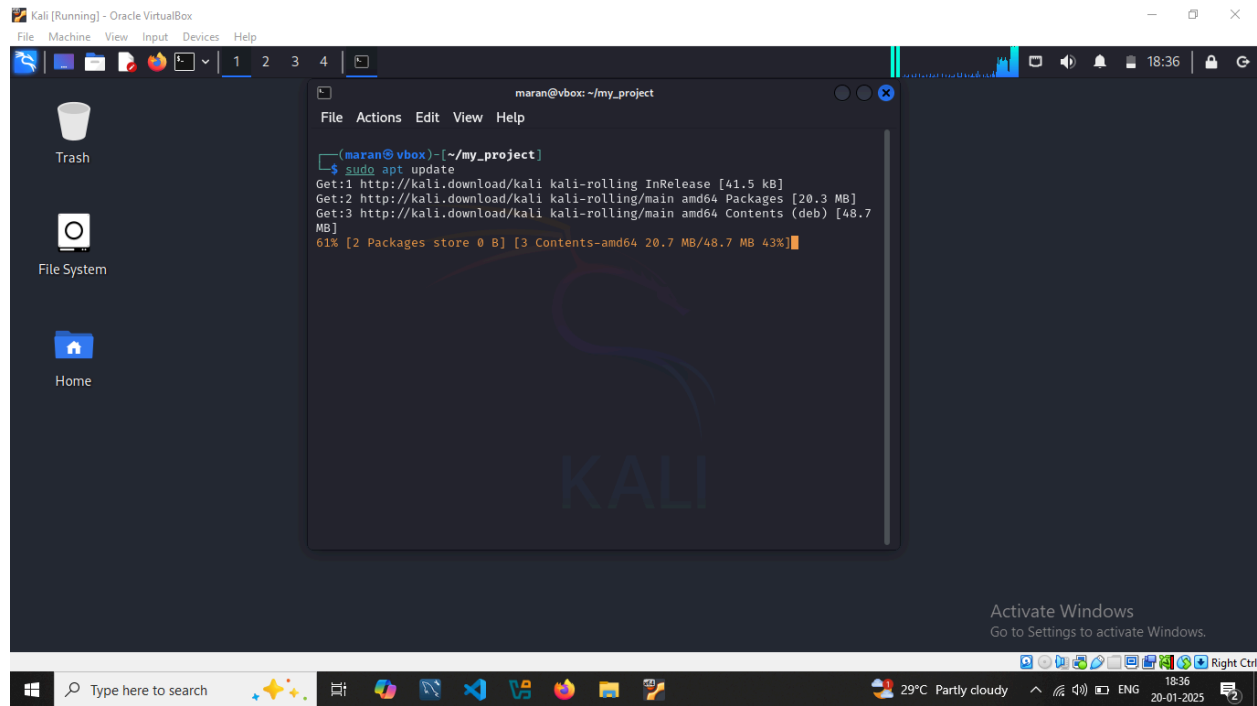 Kali [Running] - Oracle VirtualBox
File Machine View Input Devices Help
1 2 3 4
18:36
maran@vbox: ~/my_project
File Actions Edit View Help
Trash
File System
Home
┌──(maran㉿vbox)-[~/my_project]
└─$ sudo apt update
Get:1 http://kali.download/kali kali-rolling InRelease [41.5 kB]
Get:2 http://kali.download/kali kali-rolling/main amd64 Packages [20.3 MB]
Get:3 http://kali.download/kali kali-rolling/main amd64 Contents (deb) [48.7
MB]
61% [2 Packages store 0 B] [3 Contents-amd64 20.7 MB/48.7 MB 43%]
KALI
Activate Windows
Go to Settings to activate Windows.
Right Ctrl
Type here to search
29°C Partly cloudy
ENG
18:36
20-01-2025
2